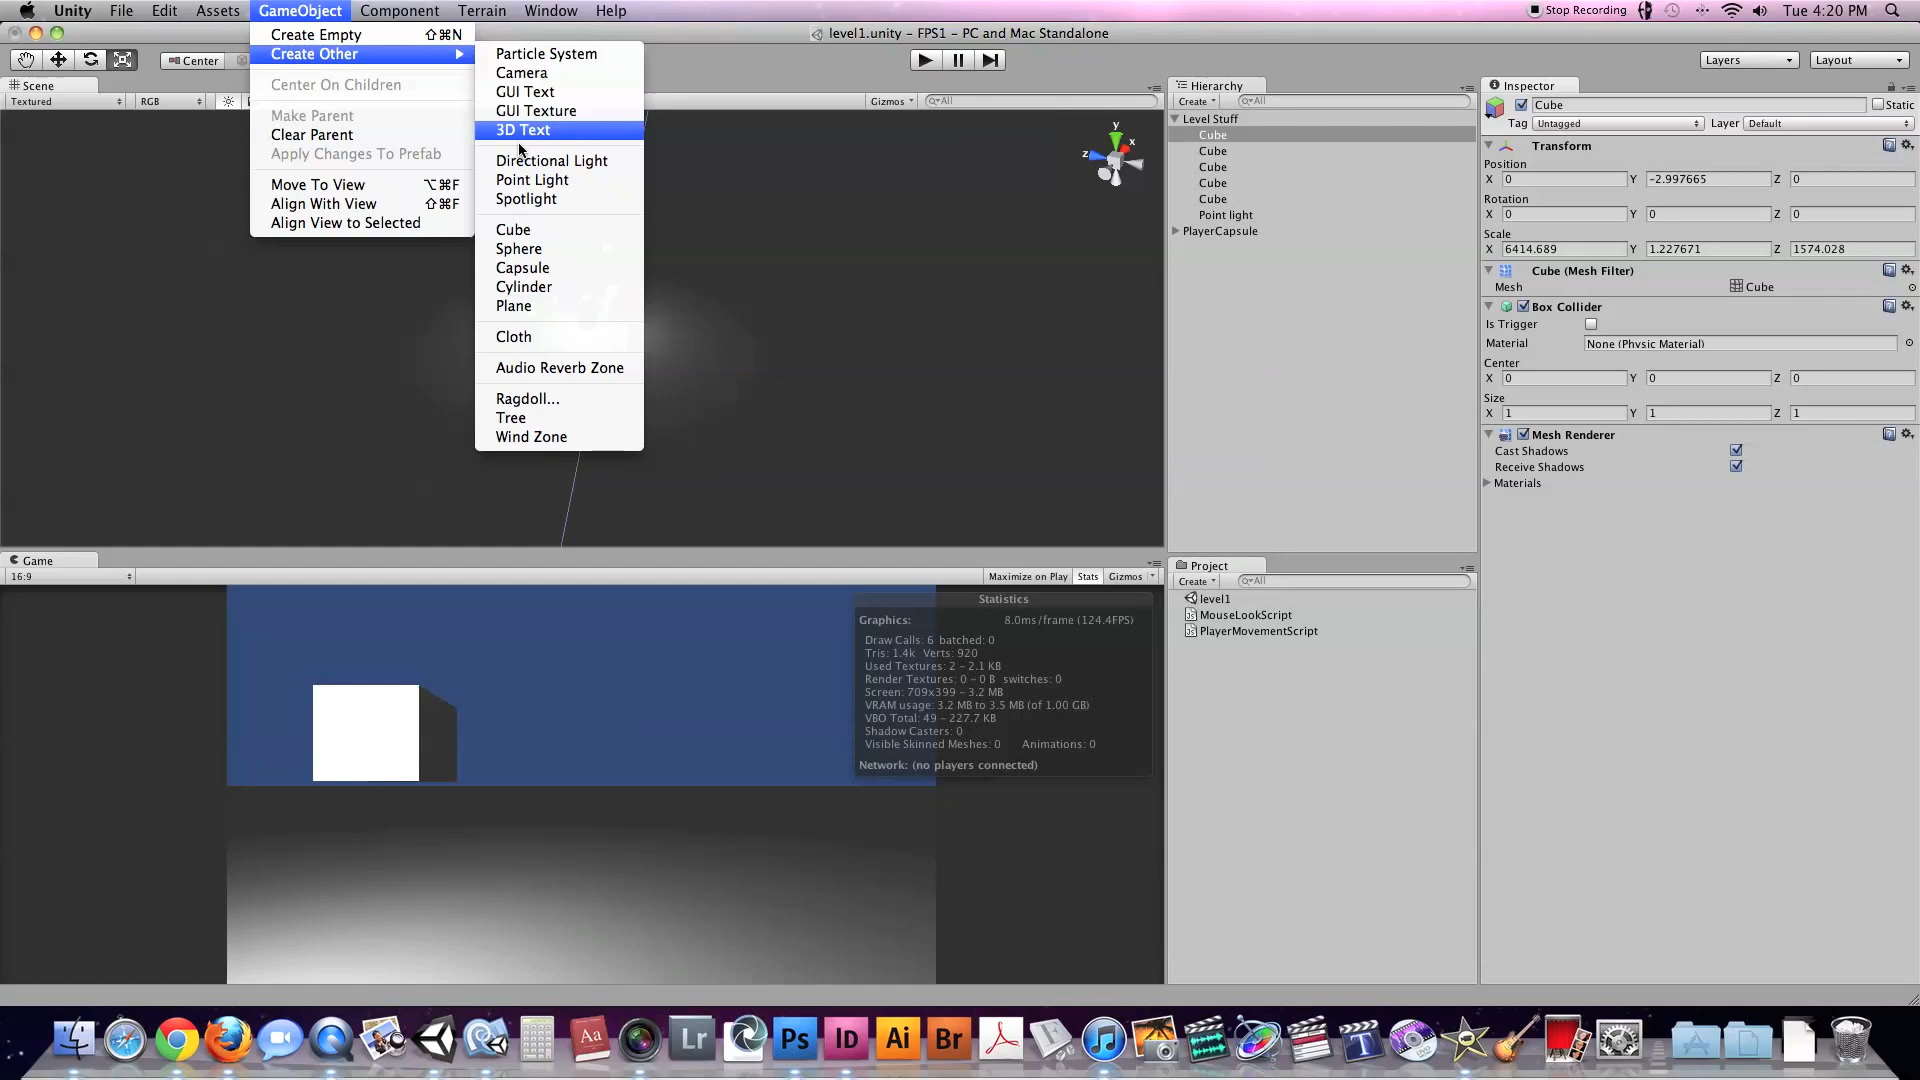 Unity File Edit Assets GameObject Component Terrain Window Help Stop Recording Tue 4:20 PM
level1.unity – FPS1 – PC and Mac Standalone
Center Layers Layout
Create Empty ⇧⌘N
Create Other
Center On Children
Make Parent
Clear Parent
Apply Changes To Prefab
Move To View ⌥⌘F
Align With View ⇧⌘F
Align View to Selected
Particle System
Camera
GUI Text
GUI Texture
3D Text
Directional Light
Point Light
Spotlight
Cube
Sphere
Capsule
Cylinder
Plane
Cloth
Audio Reverb Zone
Ragdoll...
Tree
Wind Zone
Scene
Textured RGB Gizmos All
y
x
z
Hierarchy
Create All
Level Stuff
Cube
Cube
Cube
Cube
Cube
Point light
PlayerCapsule
Inspector
Cube Static
Tag Untagged Layer Default
Transform
Position
X 0 Y -2.997665 Z 0
Rotation
X 0 Y 0 Z 0
Scale
X 6414.689 Y 1.227671 Z 1574.028
Cube (Mesh Filter)
Mesh Cube
Box Collider
Is Trigger
Material None (Physic Material)
Center
X 0 Y 0 Z 0
Size
X 1 Y 1 Z 1
Mesh Renderer
Cast Shadows
Receive Shadows
Materials
Game
16:9 Maximize on Play Stats Gizmos
Statistics
Graphics: 8.0ms/frame (124.4FPS)
Draw Calls: 6 batched: 0
Tris: 1.4k Verts: 920
Used Textures: 2 – 2.1 KB
Render Textures: 0 – 0 B switches: 0
Screen: 709x399 – 3.2 MB
VRAM usage: 3.2 MB to 3.5 MB (of 1.00 GB)
VBO Total: 49 – 227.7 KB
Shadow Casters: 0
Visible Skinned Meshes: 0 Animations: 0
Network: (no players connected)
Project
Create All
level1
MouseLookScript
PlayerMovementScript
Aa Lr Ps Id Ai Br F T